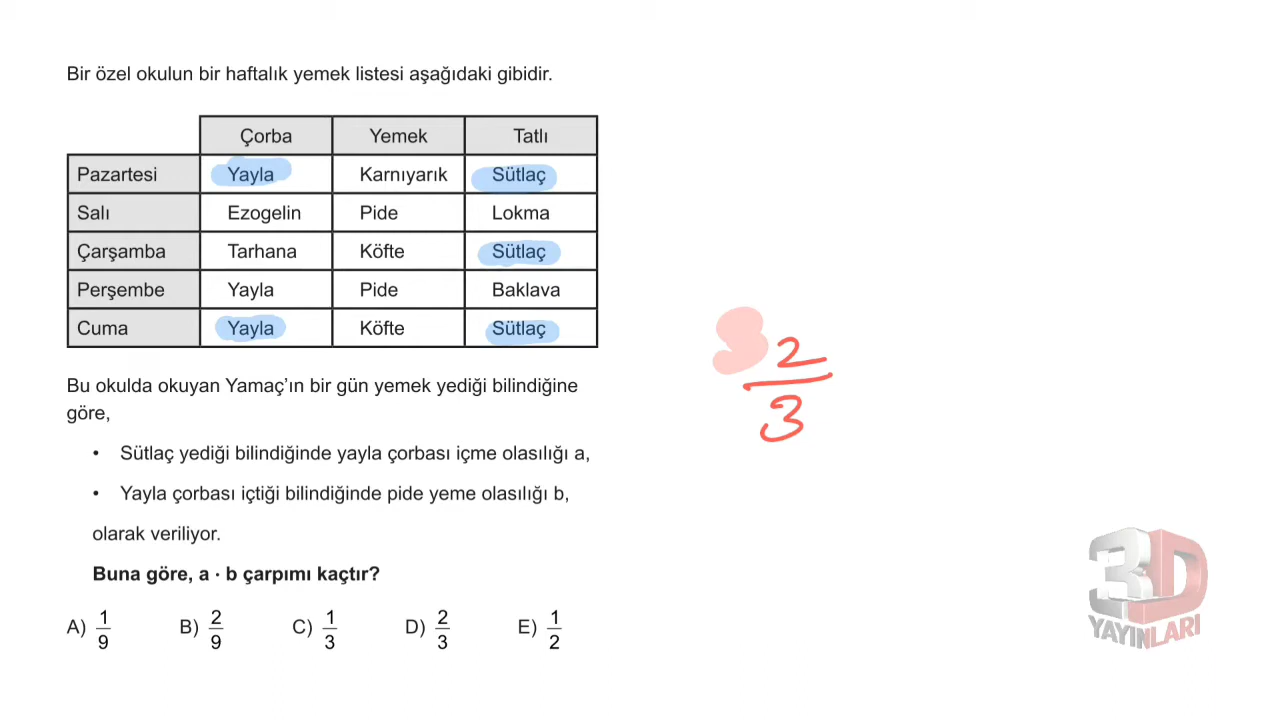 Bir özel okulun bir haftalık yemek listesi aşağıdaki gibidir.
Çorba Yemek Tatlı
Pazartesi Yayla Karnıyarık Sütlaç
Salı Ezogelin Pide Lokma
Çarşamba Tarhana Köfte Sütlaç
Perşembe Yayla Pide Baklava
Cuma Yayla Köfte Sütlaç
Bu okulda okuyan Yamaç’ın bir gün yemek yediği bilindiğine
göre,
• Sütlaç yediği bilindiğinde yayla çorbası içme olasılığı a,
• Yayla çorbası içtiği bilindiğinde pide yeme olasılığı b,
olarak veriliyor.
Buna göre, a · b çarpımı kaçtır?
A) 1/9 B) 2/9 C) 1/3 D) 2/3 E) 1/2
2
3
3D
YAYINLARI